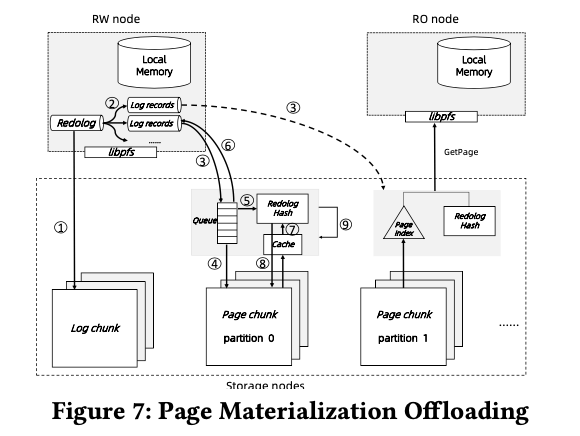 RW node
RO node
Local
Memory
Local
Memory
②
Log records
③
Redolog
Log records
libpfs
......
libpfs
③
⑥
GetPage
①
Queue
⑤
Redolog
Hash
⑦
⑨
Page
Index
Redolog
Hash
Cache
④
⑧
Log chunk
Page chunk
partition 0
Page chunk
partition 1
......
Storage nodes
Figure 7: Page Materialization Offloading